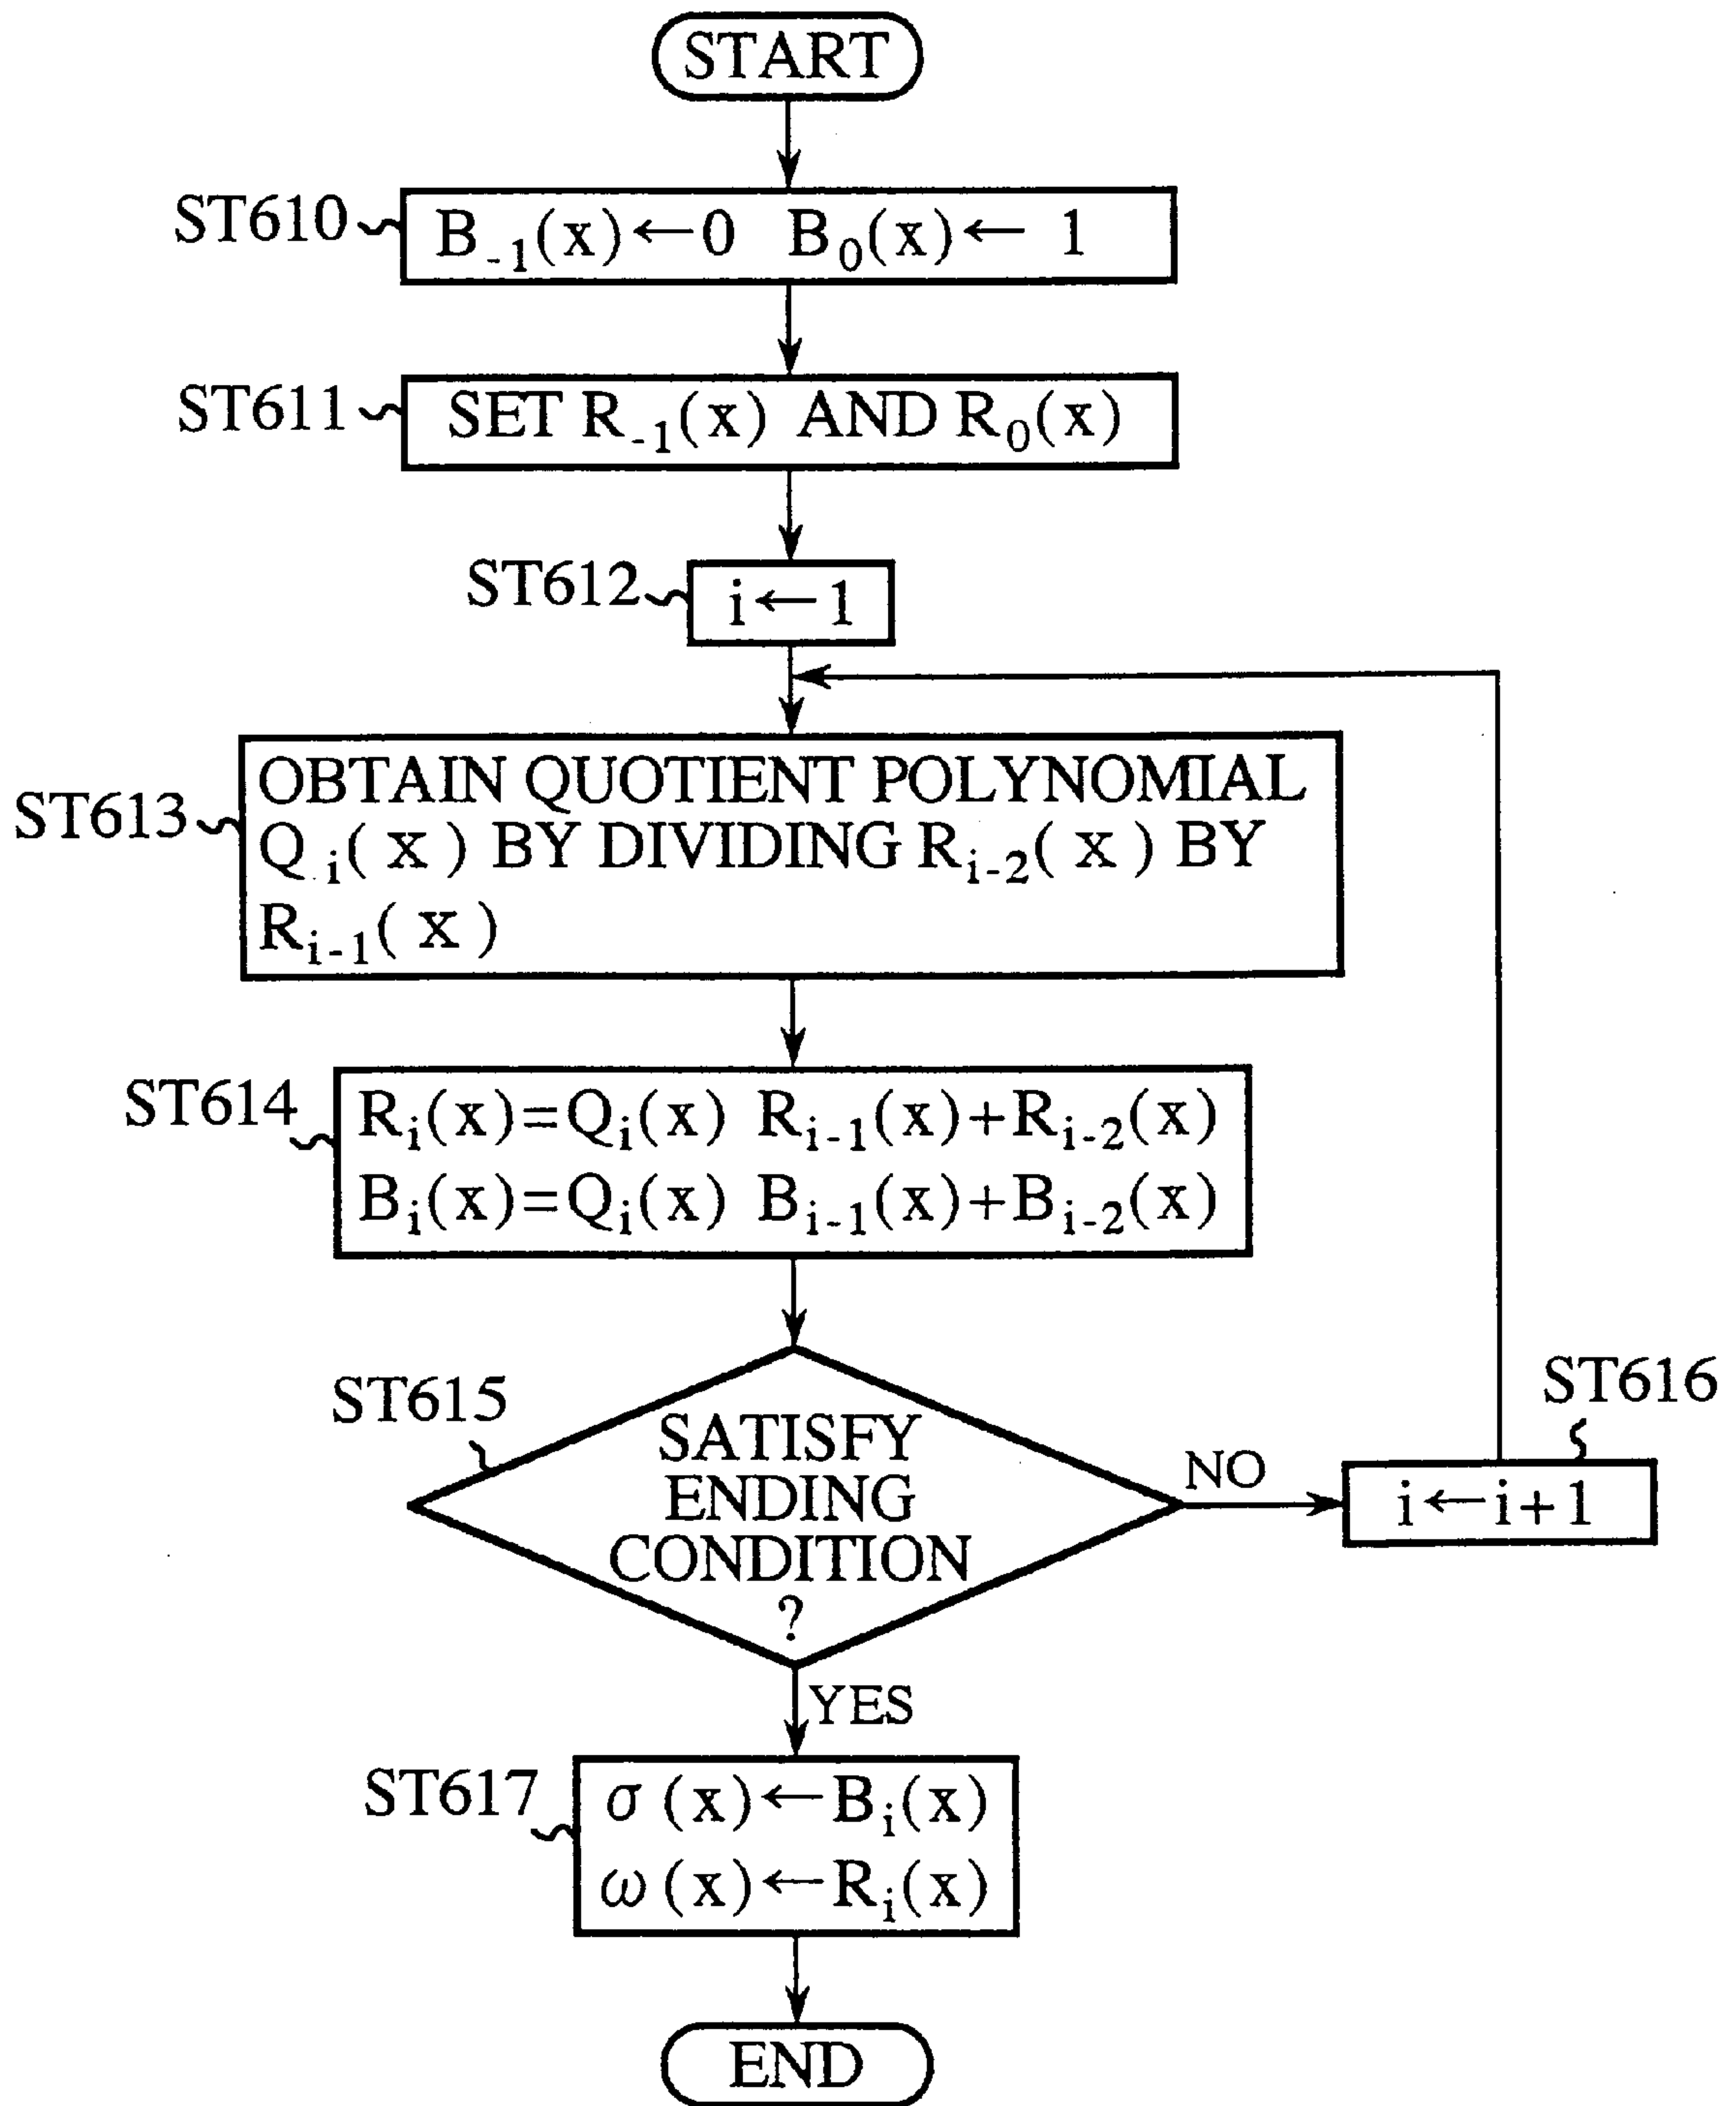 START
ST610
B₋₁(x)←0 B₀(x)← 1
ST611
SET R₋₁(x) AND R₀(x)
ST612
i←1
ST613
OBTAIN QUOTIENT POLYNOMIAL
Qᵢ(x) BY DIVIDING Rᵢ₋₂(x) BY
Rᵢ₋₁(x)
ST614
Rᵢ(x)=Qᵢ(x) Rᵢ₋₁(x)+Rᵢ₋₂(x)
Bᵢ(x)=Qᵢ(x) Bᵢ₋₁(x)+Bᵢ₋₂(x)
ST615
SATISFY
ENDING
CONDITION
?
NO
ST616
i←i+1
YES
ST617
σ(x)←Bᵢ(x)
ω(x)←Rᵢ(x)
END